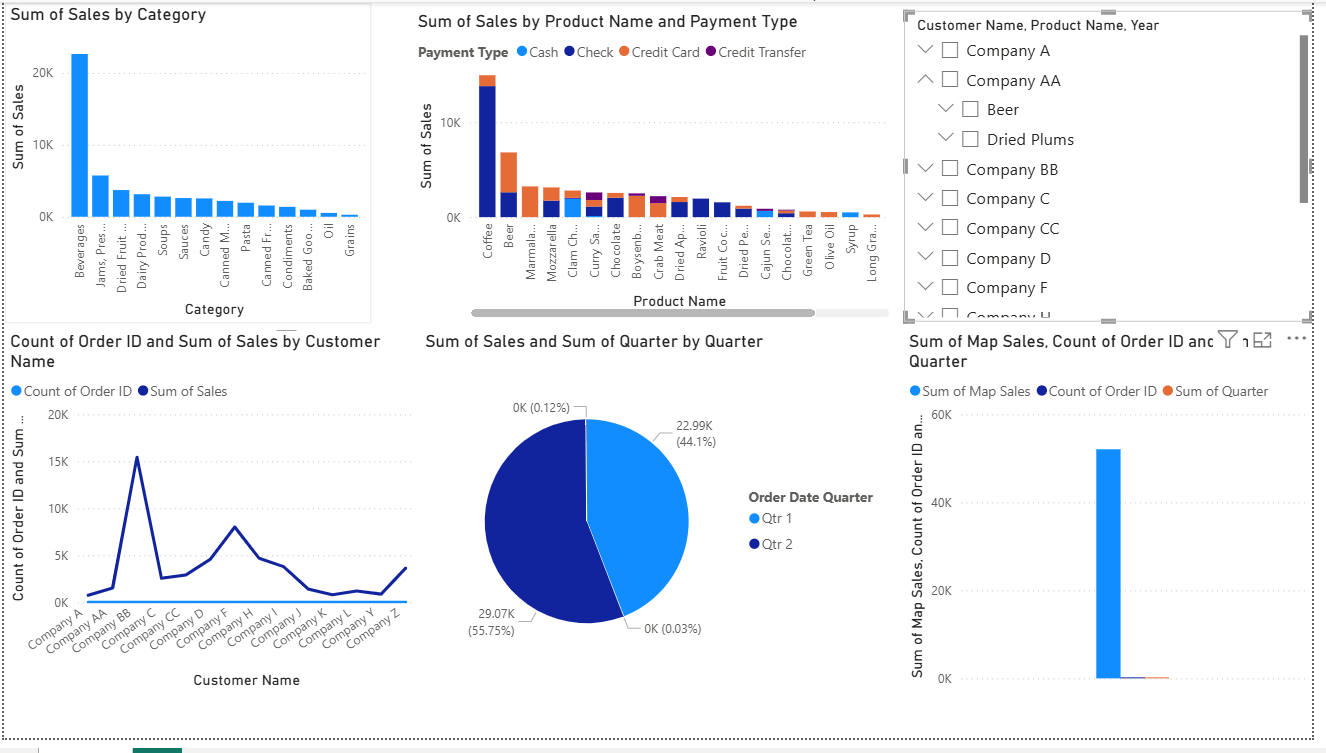 Sum of Sales by Category
Sum of Sales
20K
10K
0K
Beverages
Jams, Pres...
Dried Fruit ...
Dairy Prod...
Soups
Sauces
Candy
Canned M...
Pasta
Canned Fr...
Condiments
Baked Goo...
Oil
Grains
Category
Sum of Sales by Product Name and Payment Type
Payment Type Cash Check Credit Card Credit Transfer
Sum of Sales
10K
0K
Coffee
Beer
Marmala...
Mozzarella
Clam Ch...
Curry Sa...
Chocolate
Boysenb...
Crab Meat
Dried Ap...
Ravioli
Fruit Coc...
Dried Pe...
Cajun Se...
Chocolat...
Green Tea
Olive Oil
Syrup
Long Gra...
Product Name
Customer Name, Product Name, Year
Company A
Company AA
Beer
Dried Plums
Company BB
Company C
Company CC
Company D
Company F
Company H
Count of Order ID and Sum of Sales by Customer
Name
Count of Order ID Sum of Sales
Count of Order ID and Sum ...
20K
15K
10K
5K
0K
Company A
Company AA
Company BB
Company C
Company CC
Company D
Company F
Company H
Company I
Company J
Company K
Company L
Company Y
Company Z
Customer Name
Sum of Sales and Sum of Quarter by Quarter
0K (0.12%)
22.99K
(44.1%)
29.07K
(55.75%)
0K (0.03%)
Order Date Quarter
Qtr 1
Qtr 2
Sum of Map Sales, Count of Order ID and
Quarter
Sum of Map Sales Count of Order ID Sum of Quarter
Sum of Map Sales, Count of Order ID an...
60K
40K
20K
0K